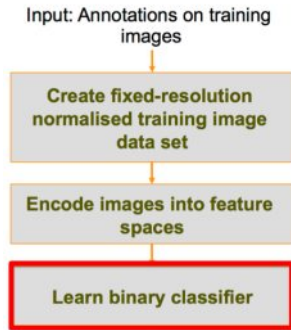 Input: Annotations on training
images
Create fixed-resolution
normalised training image
data set
Encode images into feature
spaces
Learn binary classifier